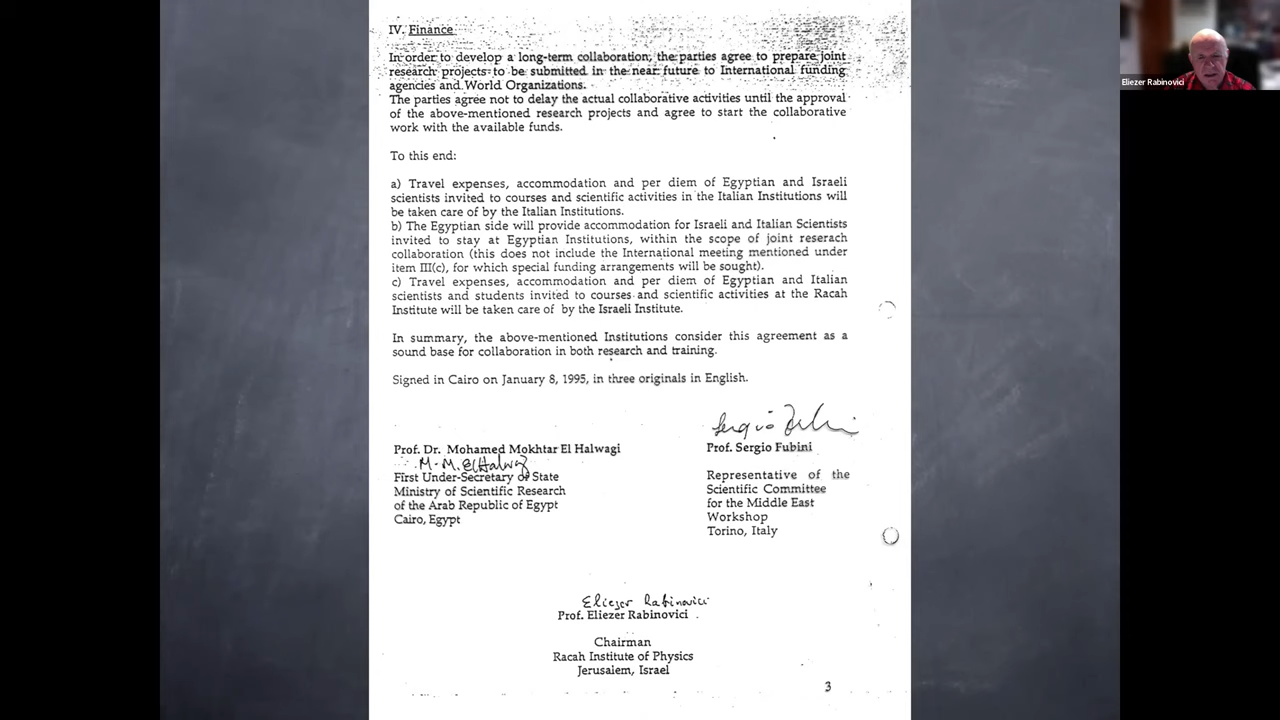 IV. Finance
In order to develop a long-term collaboration, the parties agree to prepare joint
research projects to be submitted in the near future to International funding
agencies and World Organizations.
The parties agree not to delay the actual collaborative activities until the approval
of the above-mentioned research projects and agree to start the collaborative
work with the available funds.
To this end:
a) Travel expenses, accommodation and per diem of Egyptian and Israeli
scientists invited to courses and scientific activities in the Italian Institutions will
be taken care of by the Italian Institutions.
b) The Egyptian side will provide accommodation for Israeli and Italian Scientists
invited to stay at Egyptian Institutions, within the scope of joint reserach
collaboration (this does not include the International meeting mentioned under
item III(c), for which special funding arrangements will be sought).
c) Travel expenses, accommodation and per diem of Egyptian and Italian
scientists and students invited to courses and scientific activities at the Racah
Institute will be taken care of by the Israeli Institute.
In summary, the above-mentioned Institutions consider this agreement as a
sound base for collaboration in both research and training.
Signed in Cairo on January 8, 1995, in three originals in English.
Sergio Fubini
Prof. Dr. Mohamed Mokhtar El Halwagi
M. M. El Halwagi
First Under-Secretary of State
Ministry of Scientific Research
of the Arab Republic of Egypt
Cairo, Egypt
Prof. Sergio Fubini
Representative of the
Scientific Committee
for the Middle East
Workshop
Torino, Italy
Eliezer Rabinovici
Prof. Eliezer Rabinovici
Chairman
Racah Institute of Physics
Jerusalem, Israel
3
Eliezer Rabinovici